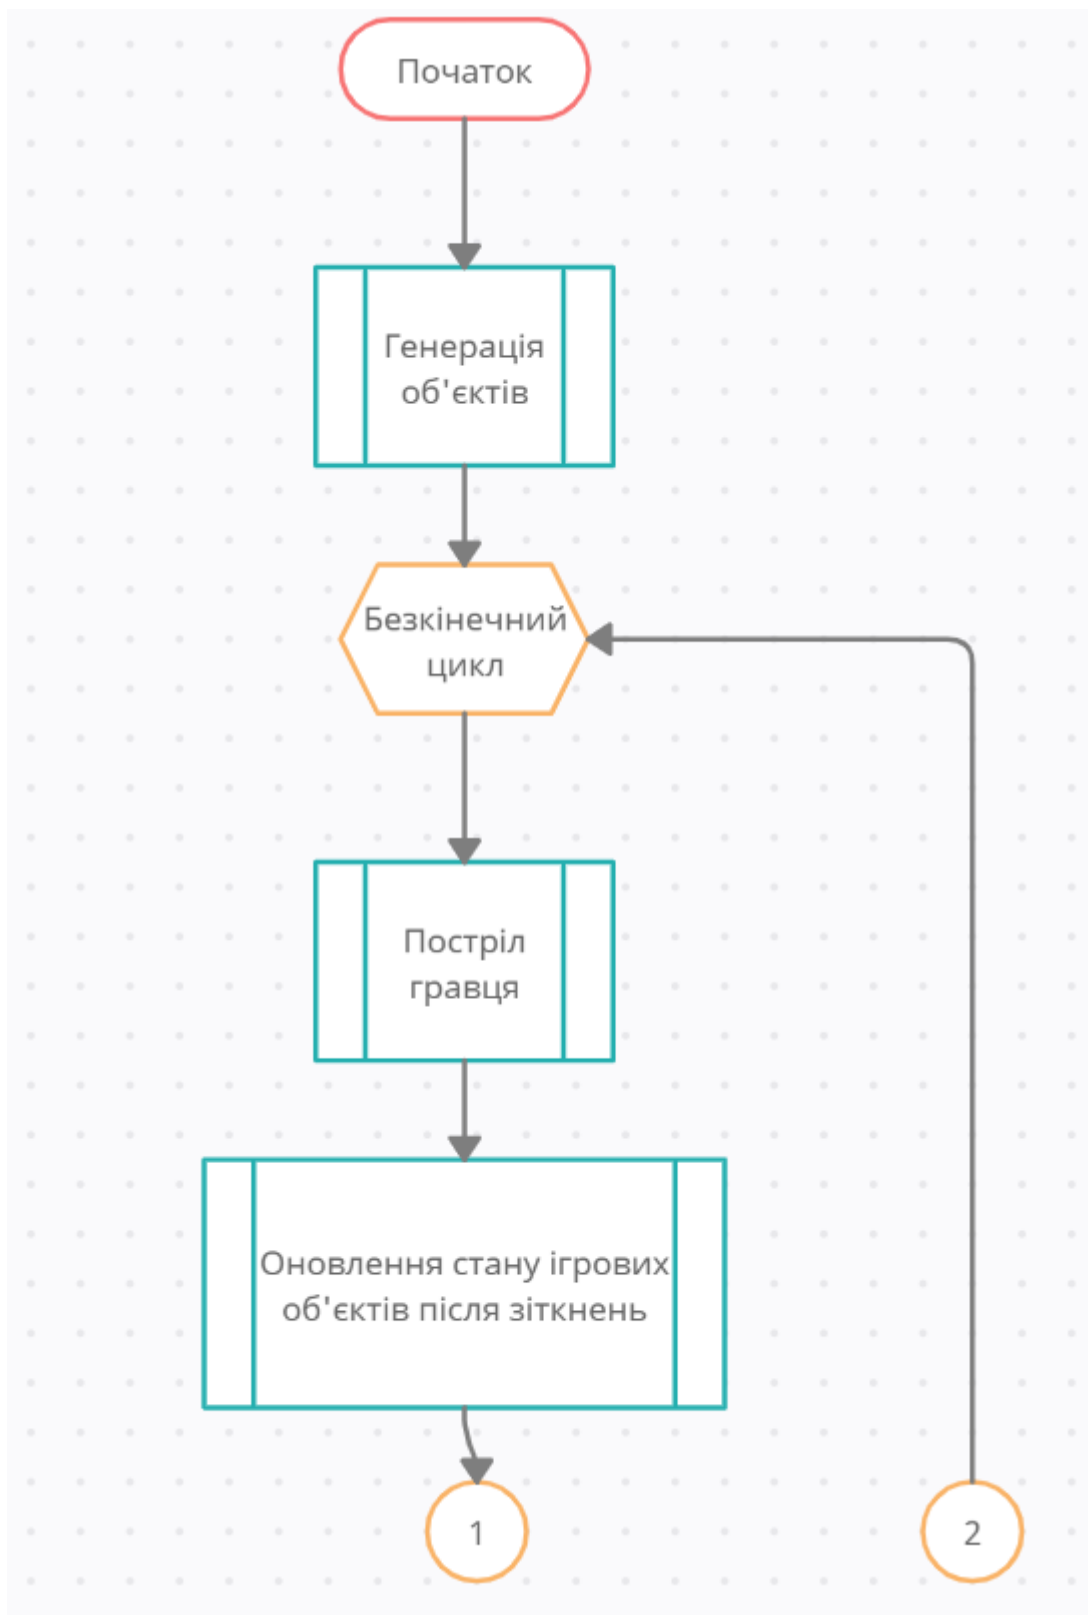 Початок
Генерація
об'єктів
Безкінечний
цикл
Постріл
гравця
Оновлення стану ігрових
об'єктів після зіткнень
1
2